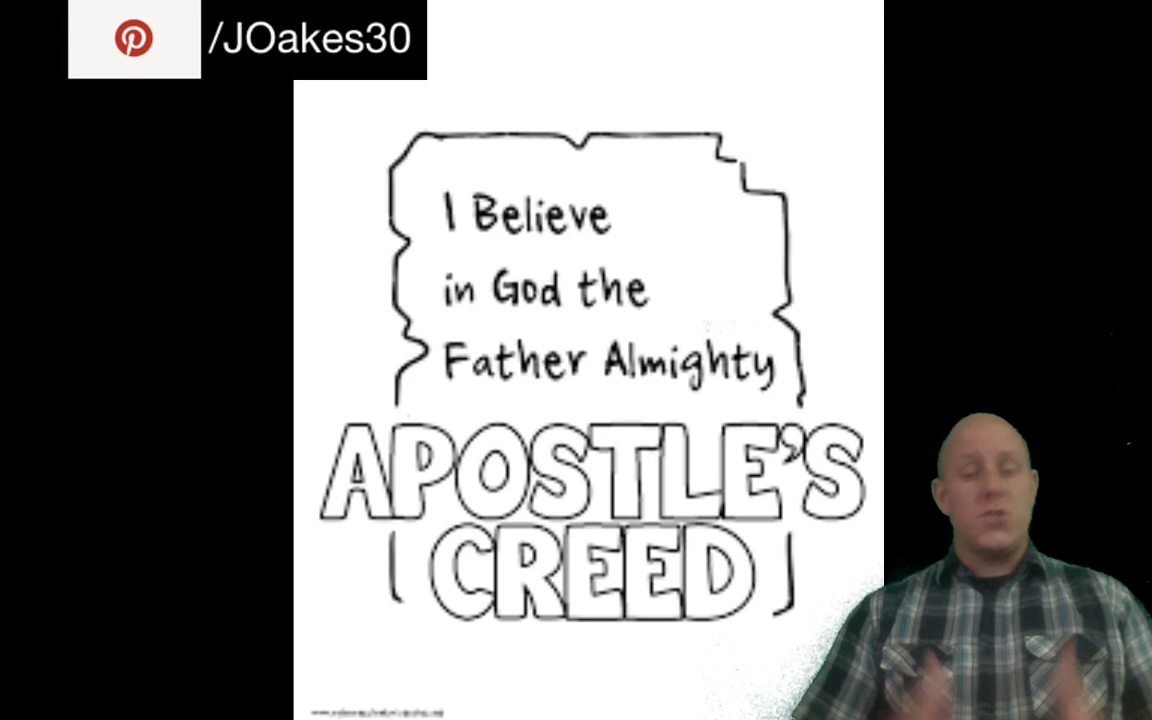 /JOakes30
I Believe
in God the
Father Almighty
APOSTLE'S
CREED